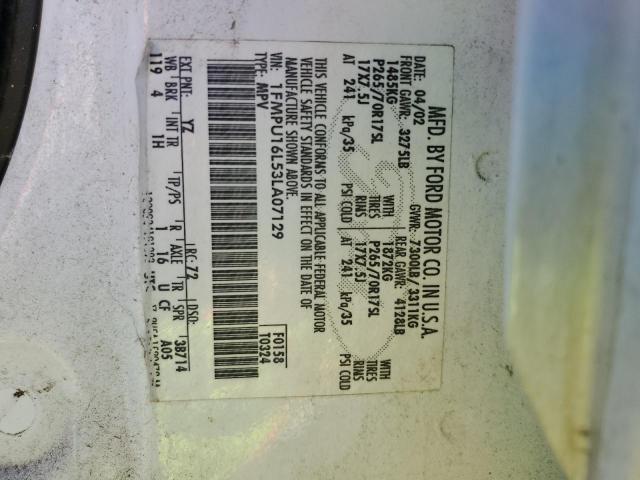 MFD. BY FORD MOTOR CO. IN U.S.A.
DATE: 04/02 GVWR: 7300LB/ 3311KG
FRONT GAWR: 3275LB REAR GAWR: 4128LB
1485KG WITH 1872KG WITH
P265/70R17SL TIRES P265/70R17SL TIRES
17X7.5J RIMS 17X7.5J RIMS
AT 241 kPa/35 PSI COLD AT 241 kPa/35 PSI COLD
THIS VEHICLE CONFORMS TO ALL APPLICABLE FEDERAL MOTOR
VEHICLE SAFETY STANDARDS IN EFFECT ON THE DATE OF
MANUFACTURE SHOWN ABOVE.
VIN: 1FMPU16L53LA07129 F0158
TYPE: MPV T0324
EXT PNT: YZ RC: 72 DSO:
WB BRK INT TR TP/PS R AXLE TR SPR 3B714
119 4 1H 1 16 U CF A05